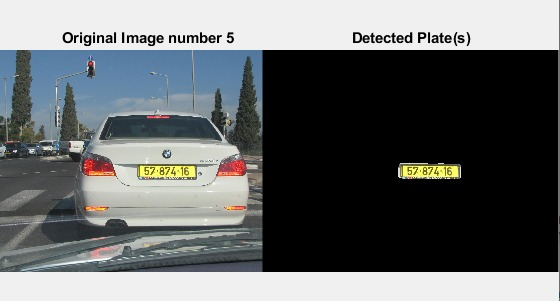 Original Image number 5
Detected Plate(s)
57-874-16
57-874-16